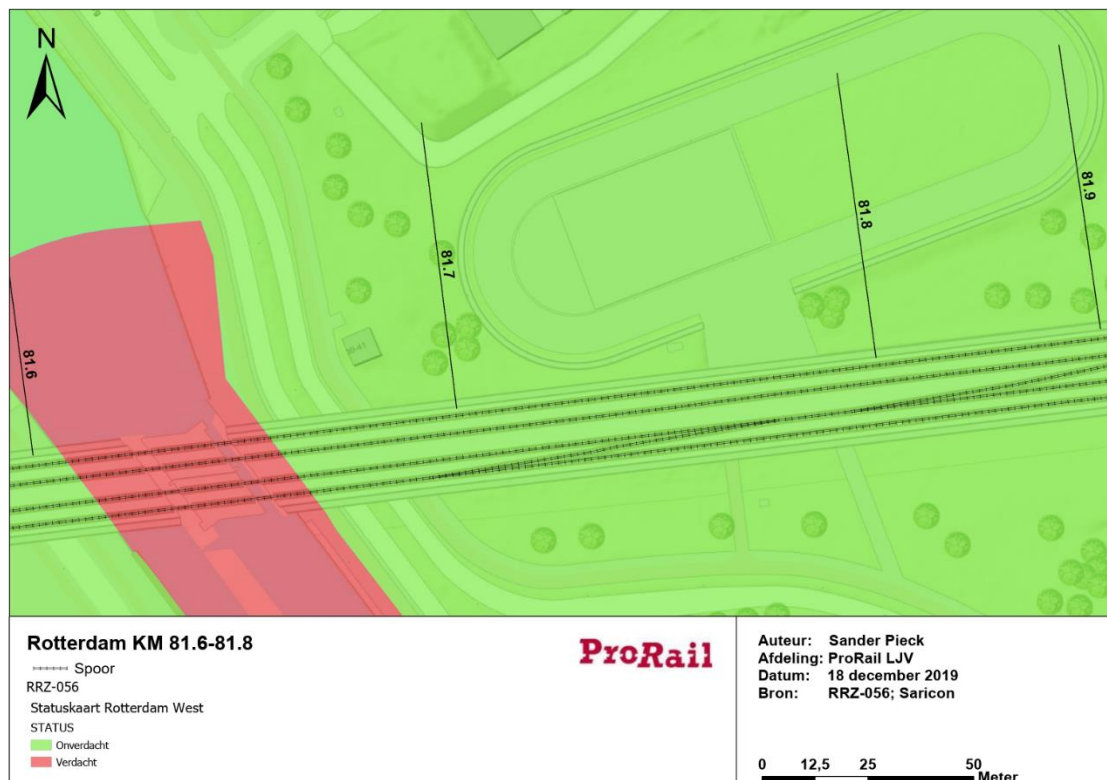 N
81.9
81.8
81.7
81.6
Rotterdam KM 81.6-81.8
Spoor
RRZ-056
Statuskaart Rotterdam West
STATUS
Onverdacht
Verdacht
ProRail
Auteur: Sander Pieck
Afdeling: ProRail LJV
Datum: 18 december 2019
Bron: RRZ-056; Saricon
0 12,5 25 50
Meter